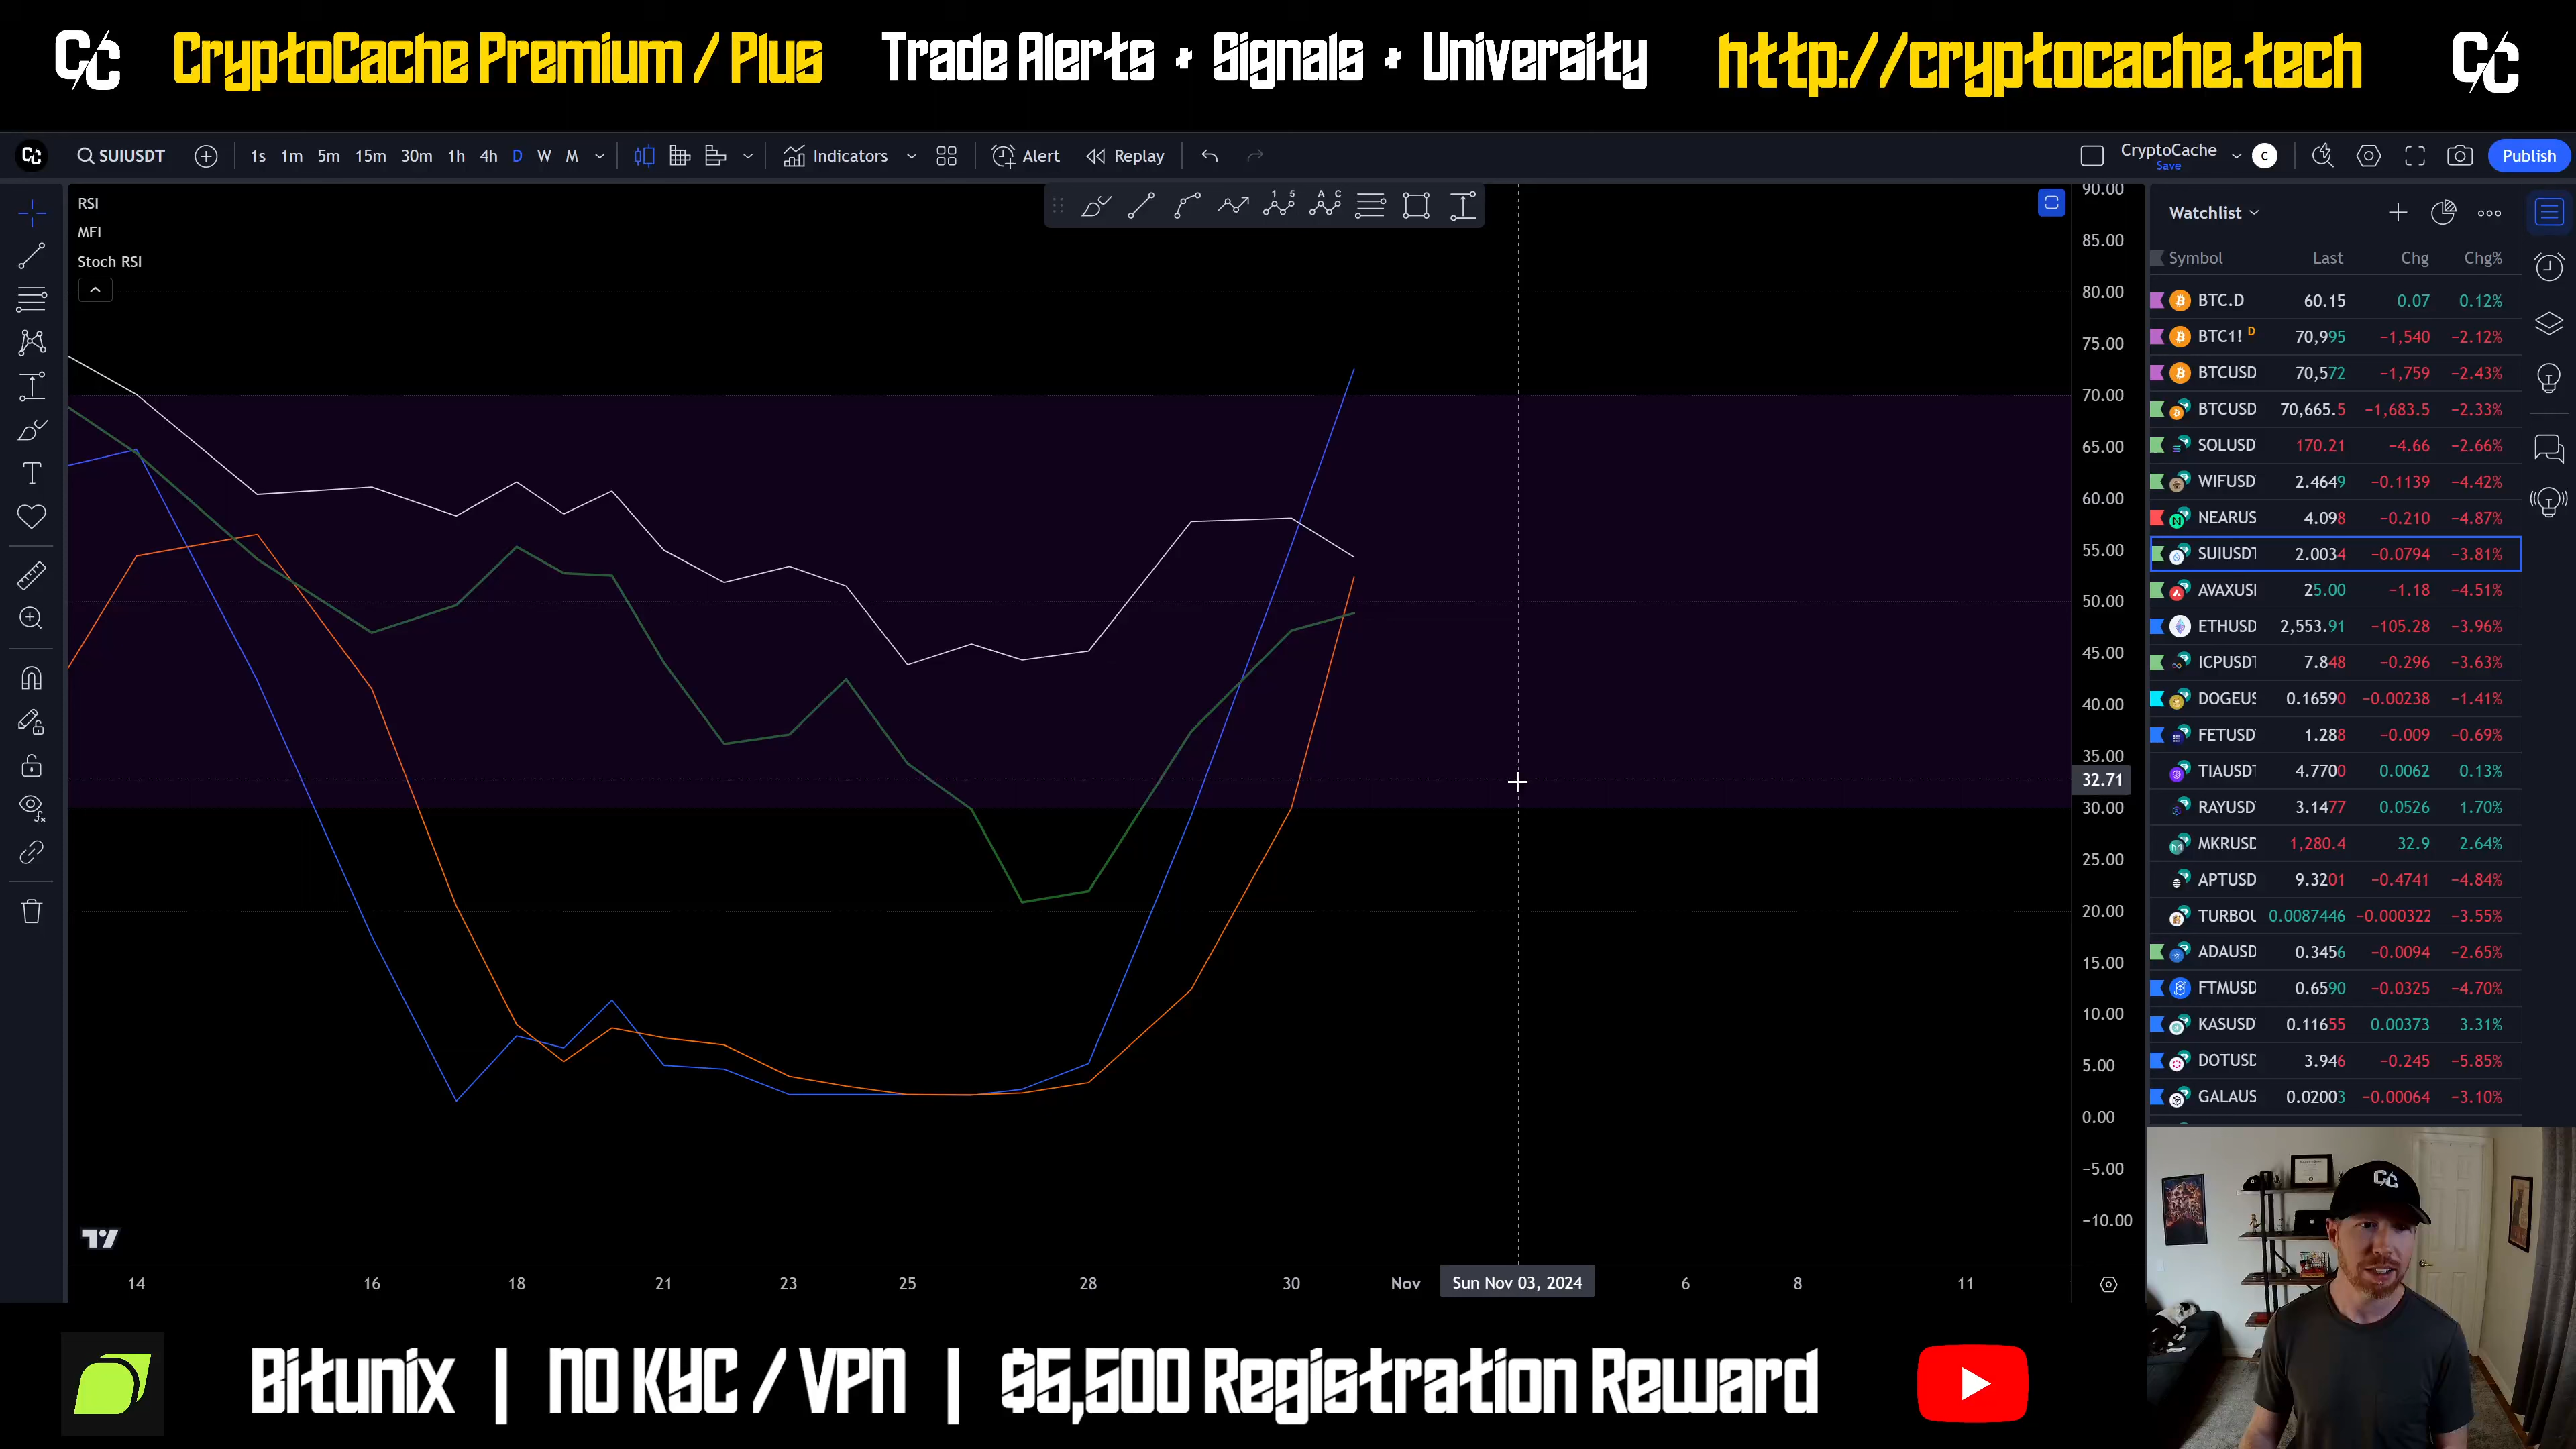 CC CryptoCache Premium / Plus Trade Alerts + Signals + University http://cryptocache.tech CC
CC SUIUSDT 1s 1m 5m 15m 30m 1h 4h D W M Indicators Alert Replay CryptoCache C Publish
Save
RSI
MFI
Stoch RSI
1 5
A C
90.00
85.00
80.00
75.00
70.00
65.00
60.00
55.00
50.00
45.00
40.00
35.00
32.71
30.00
25.00
20.00
15.00
10.00
5.00
0.00
−5.00
−10.00
14 16 18 21 23 25 28 30 Nov Sun Nov 03, 2024 6 8 11
Watchlist
Symbol Last Chg Chg%
BTC.D 60.15 0.07 0.12%
BTC1! D 70,995 −1,540 −2.12%
BTCUSD 70,572 −1,759 −2.43%
BTCUSD 70,665.5 −1,683.5 −2.33%
SOLUSD 170.21 −4.66 −2.66%
WIFUSD 2.4649 −0.1139 −4.42%
NEARUS 4.098 −0.210 −4.87%
SUIUSDT 2.0034 −0.0794 −3.81%
AVAXUSI 25.00 −1.18 −4.51%
ETHUSD 2,553.91 −105.28 −3.96%
ICPUSDT 7.848 −0.296 −3.63%
DOGEUS 0.16590 −0.00238 −1.41%
FETUSD 1.288 −0.009 −0.69%
TIAUSDT 4.7700 0.0062 0.13%
RAYUSD 3.1477 0.0526 1.70%
MKRUSD 1,280.4 32.9 2.64%
APTUSD 9.3201 −0.4741 −4.84%
TURBOU 0.0087446 −0.000322 −3.55%
ADAUSD 0.3456 −0.0094 −2.65%
FTMUSD 0.6590 −0.0325 −4.70%
KASUSD 0.11655 0.00373 3.31%
DOTUSD 3.946 −0.245 −5.85%
GALAUS 0.02003 −0.00064 −3.10%
CC
Bitunix | NO KYC / VPN | $5,500 Registration Reward